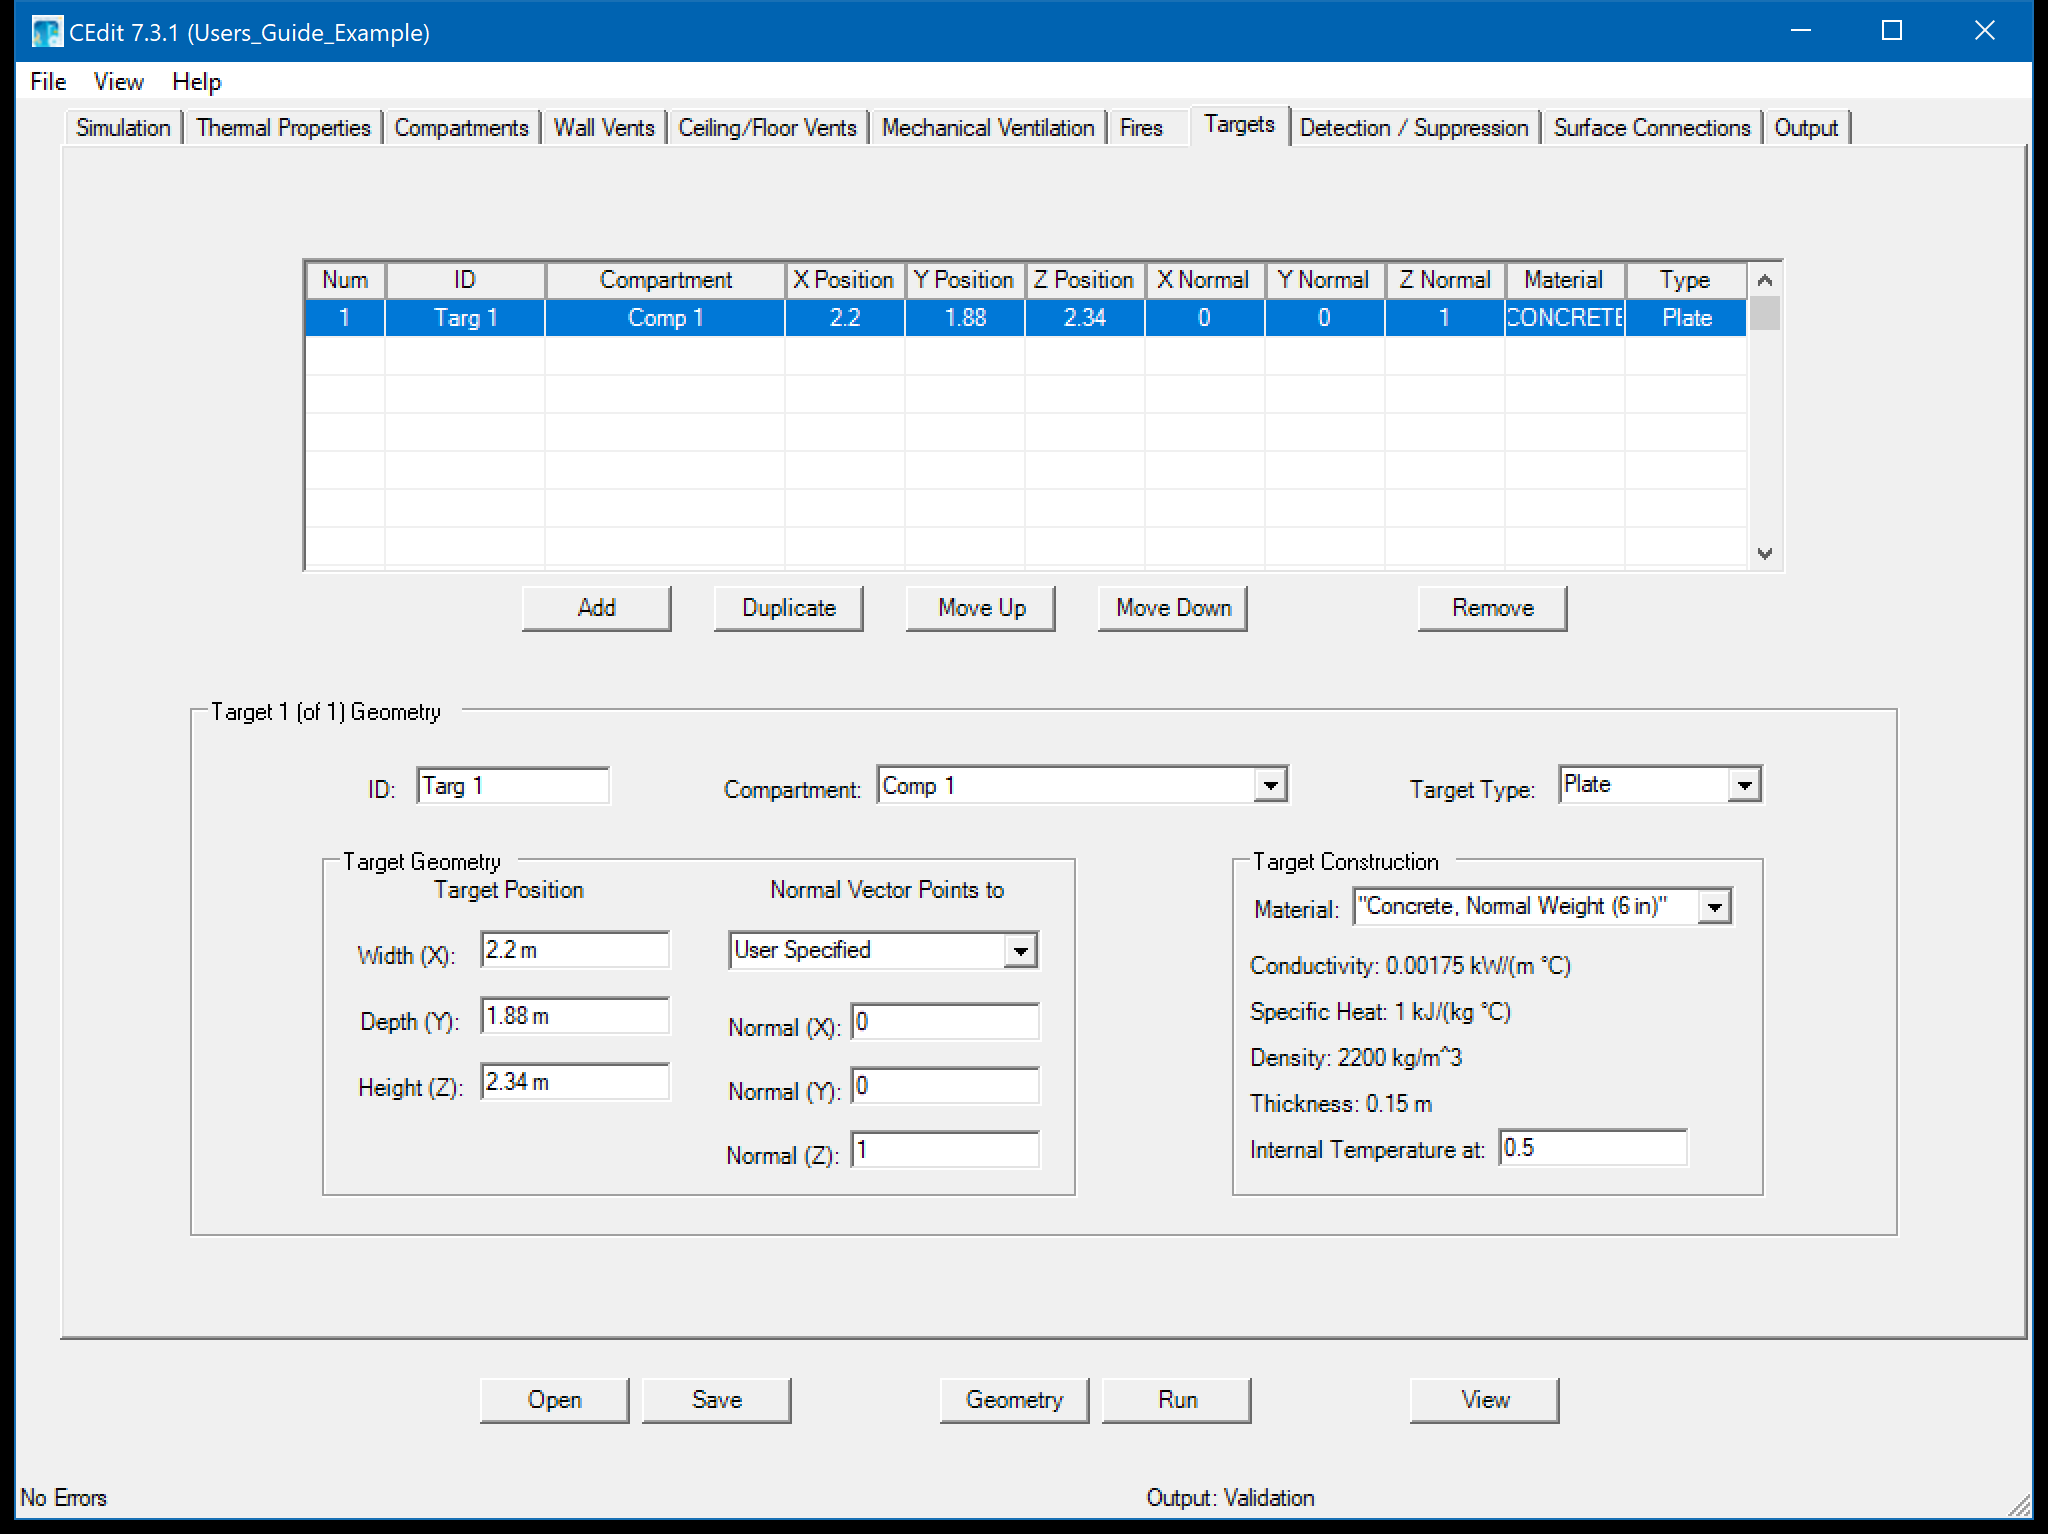 CEdit 7.3.1 (Users_Guide_Example)
File View Help
Simulation Thermal Properties Compartments Wall Vents Ceiling/Floor Vents Mechanical Ventilation Fires Targets Detection / Suppression Surface Connections Output
Num ID Compartment X Position Y Position Z Position X Normal Y Normal Z Normal Material Type
1 Targ 1 Comp 1 2.2 1.88 2.34 0 0 1 CONCRETE Plate
Add Duplicate Move Up Move Down Remove
Target 1 (of 1) Geometry
ID: Targ 1 Compartment: Comp 1 Target Type: Plate
Target Geometry
Target Position Normal Vector Points to
Width (X): 2.2 m User Specified
Depth (Y): 1.88 m Normal (X): 0
Height (Z): 2.34 m Normal (Y): 0
Normal (Z): 1
Target Construction
Material: "Concrete, Normal Weight (6 in)"
Conductivity: 0.00175 kW/(m °C)
Specific Heat: 1 kJ/(kg °C)
Density: 2200 kg/m^3
Thickness: 0.15 m
Internal Temperature at: 0.5
Open Save Geometry Run View
No Errors Output: Validation